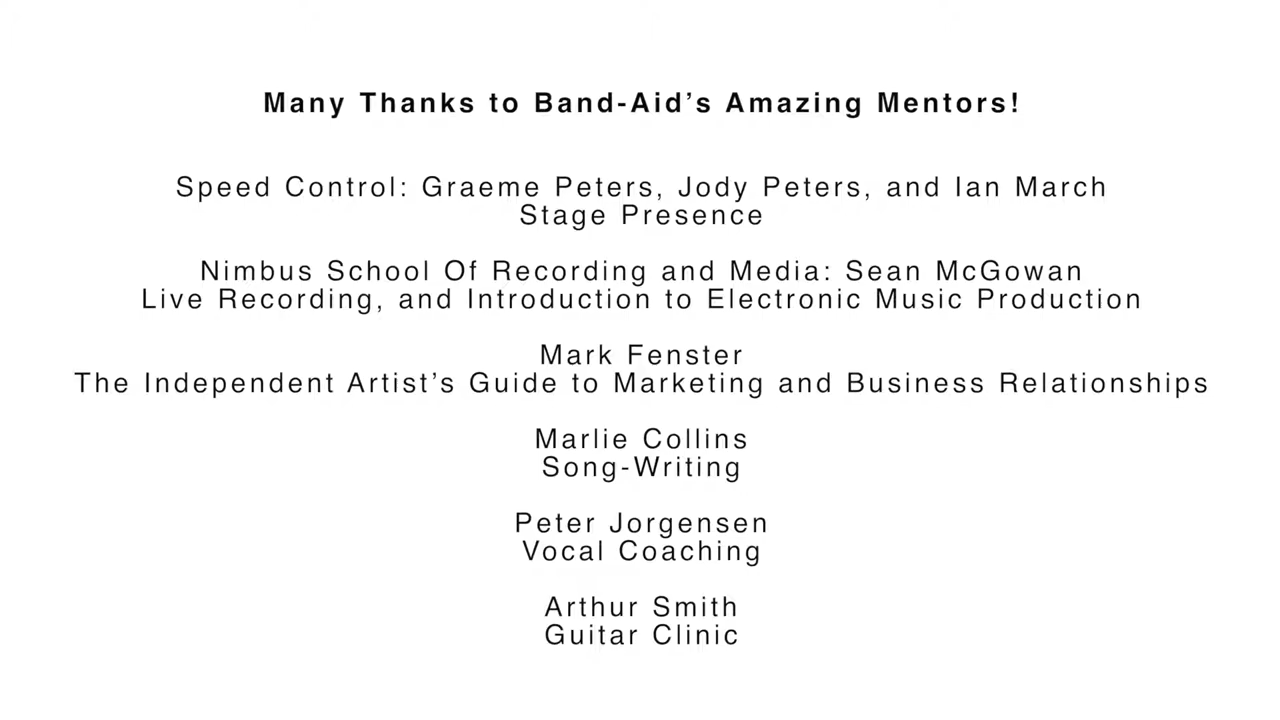 Many Thanks to Band-Aid’s Amazing Mentors!
Speed Control: Graeme Peters, Jody Peters, and Ian March
Stage Presence
Nimbus School Of Recording and Media: Sean McGowan
Live Recording, and Introduction to Electronic Music Production
Mark Fenster
The Independent Artist’s Guide to Marketing and Business Relationships
Marlie Collins
Song-Writing
Peter Jorgensen
Vocal Coaching
Arthur Smith
Guitar Clinic